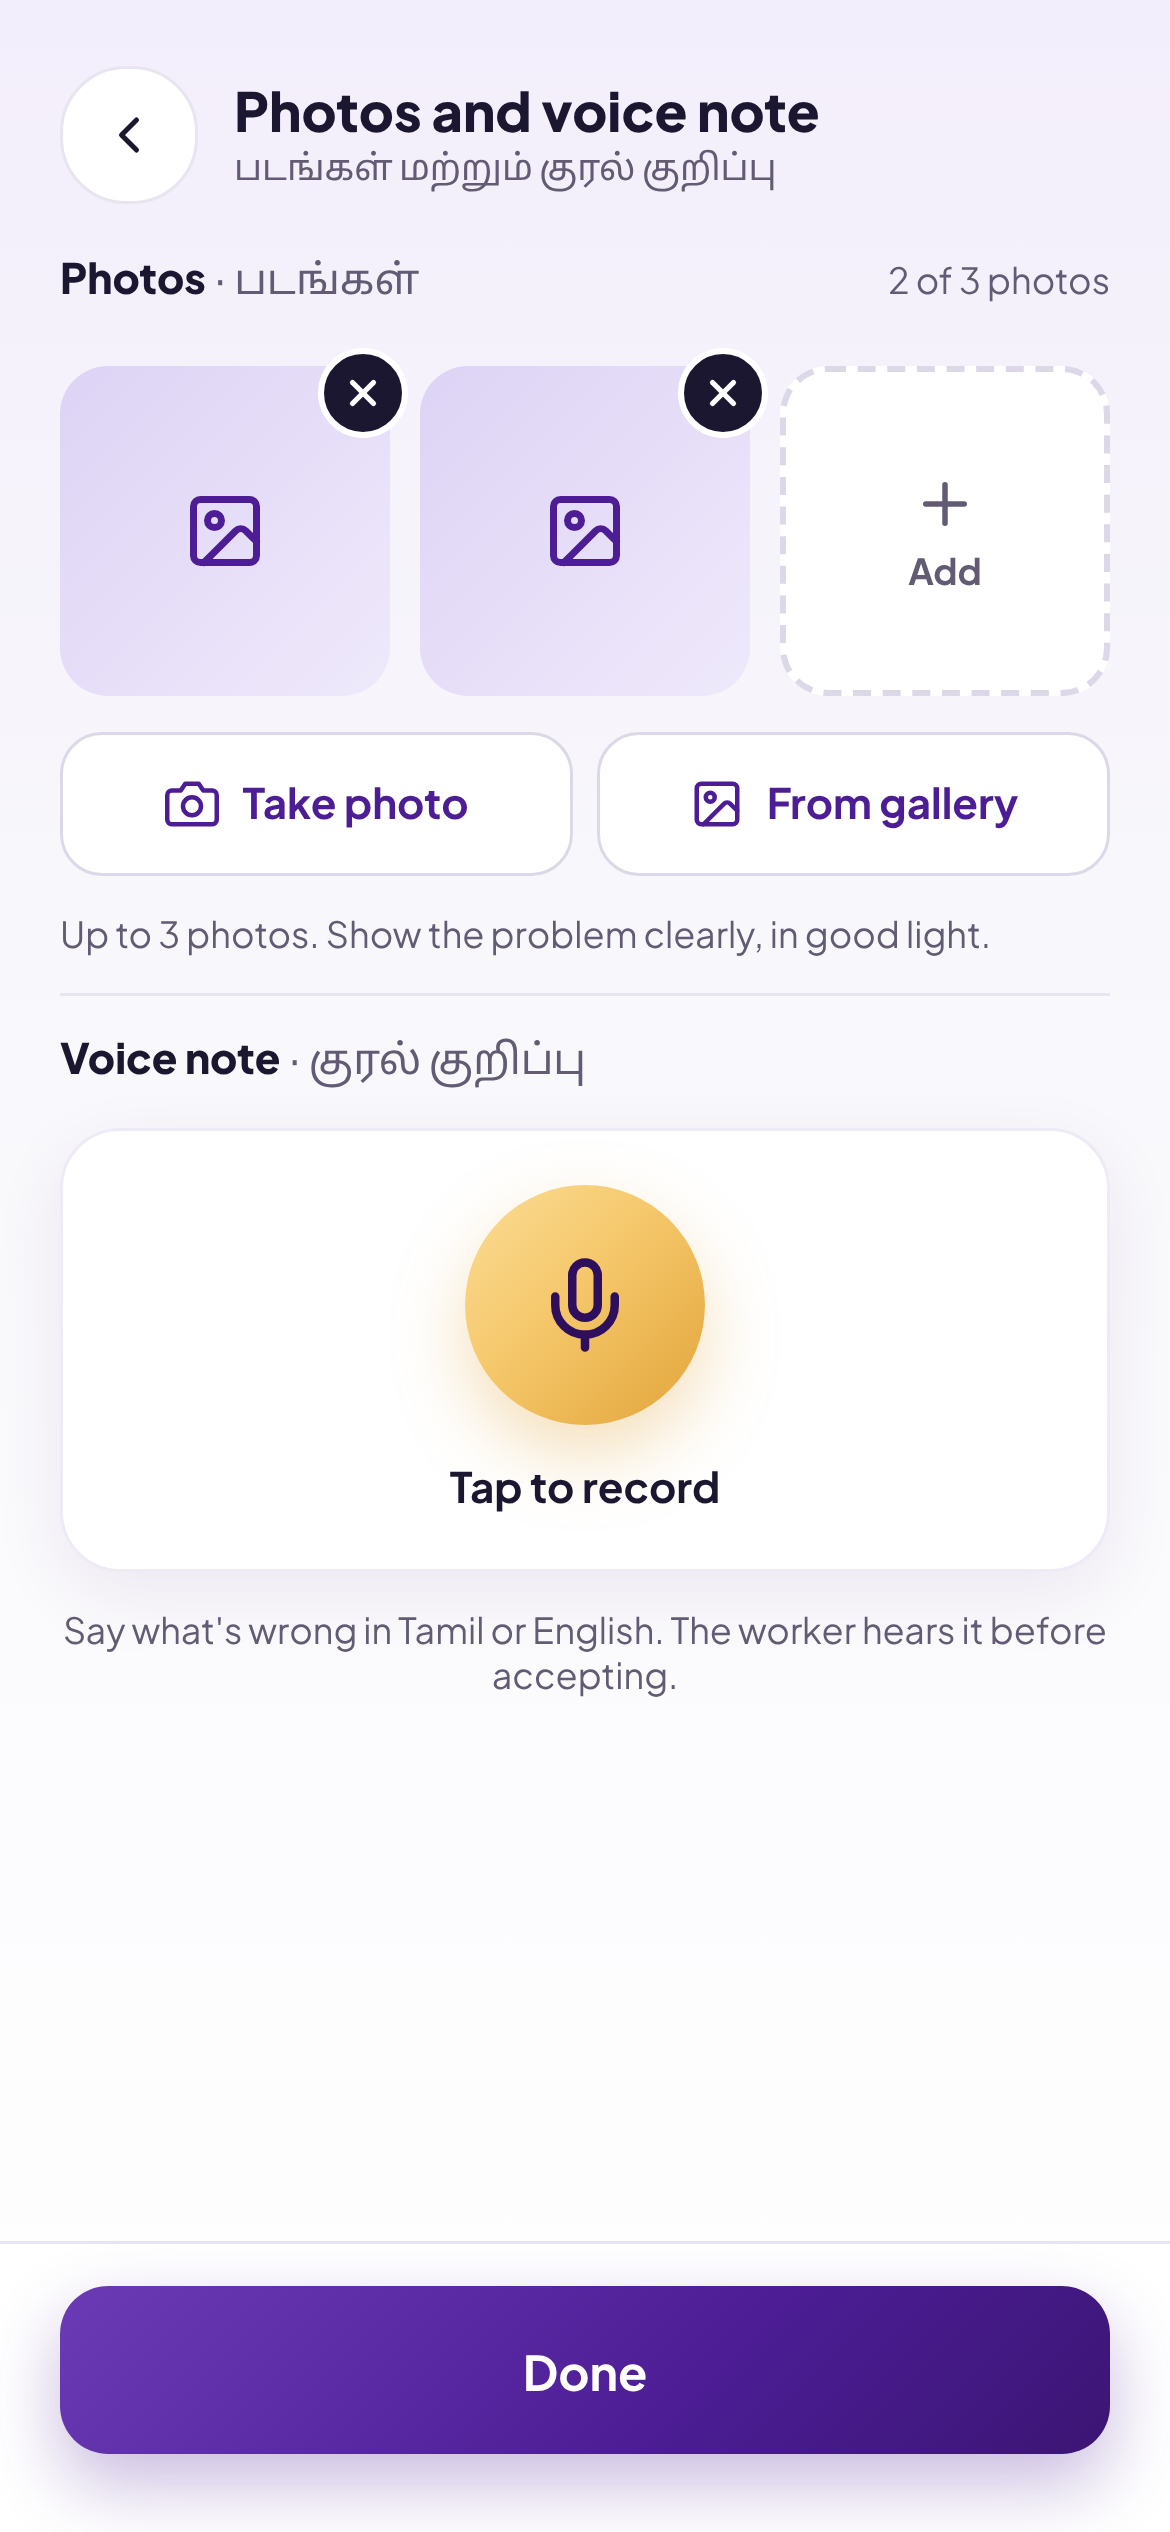 Photos and voice note
படங்கள் மற்றும் குரல் குறிப்பு
Photos · படங்கள்
2 of 3 photos
Add
Take photo
From gallery
Up to 3 photos. Show the problem clearly, in good light.
Voice note · குரல் குறிப்பு
Tap to record
Say what's wrong in Tamil or English. The worker hears it before
accepting.
Done